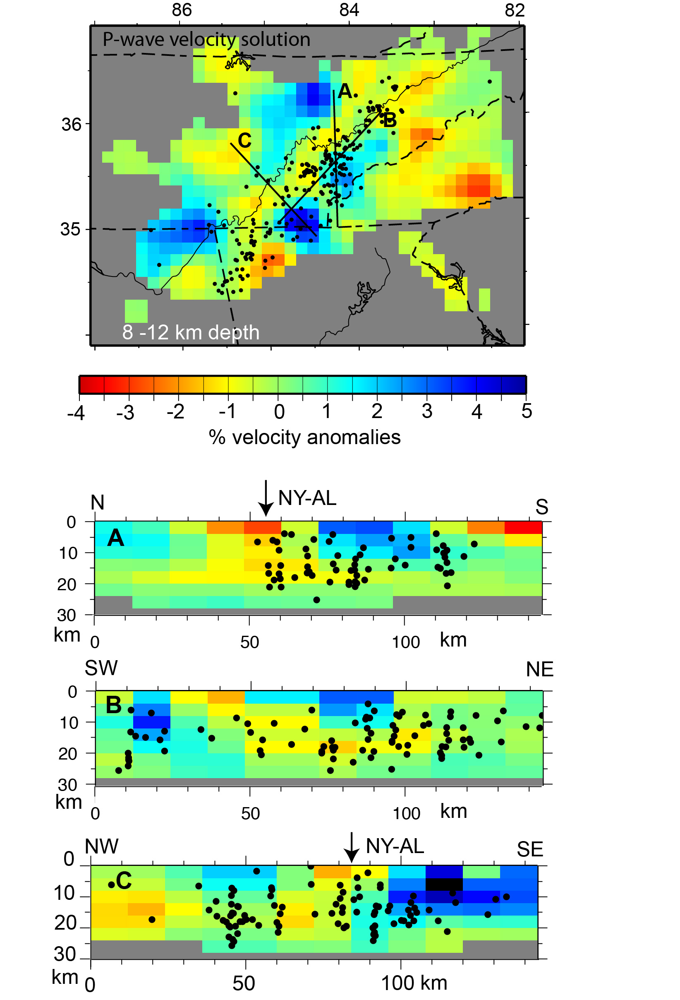 86 84 82
P-wave velocity solution
A
36
B
C
35
8 -12 km depth
-4 -3 -2 -1 0 1 2 3 4 5
% velocity anomalies
NY-AL
N S
0
A
10
20
30
km
0 50 100 km
SW NE
0
B
10
20
30
km
0 50 100 km
NW NY-AL SE
0
C
10
20
30
km
0 50 100 km